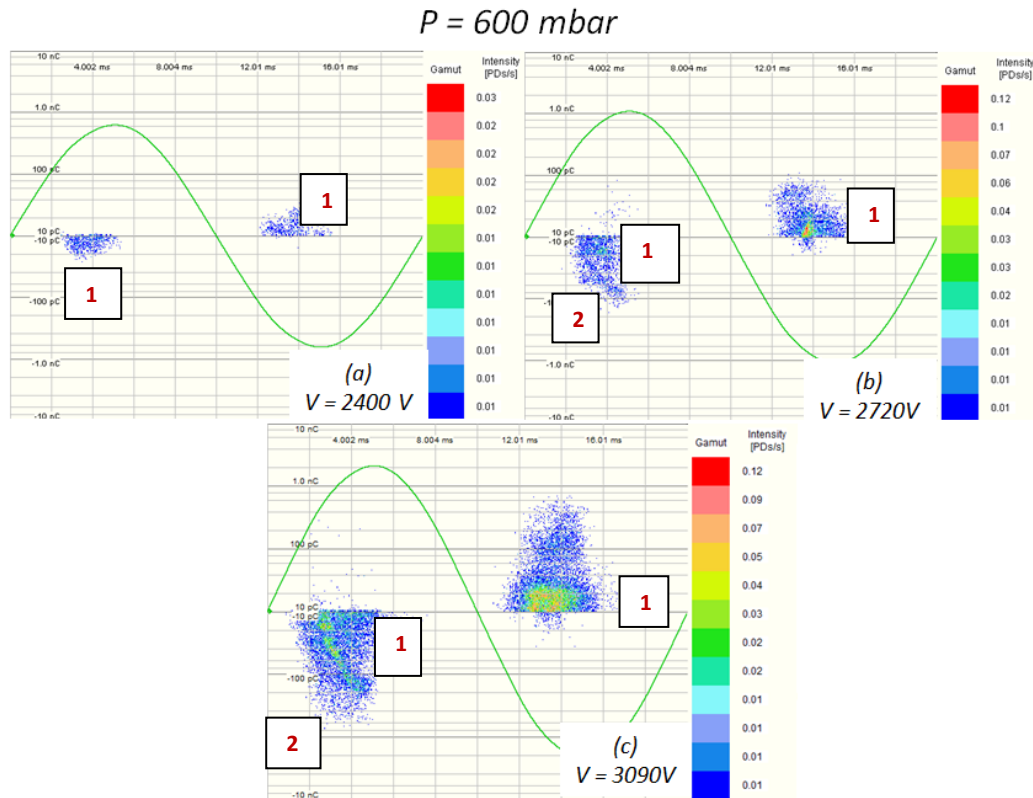 P = 600 mbar
10 nC
4.002 ms
8.004 ms
12.01 ms
16.01 ms
1.0 nC
100 pC
10 pC
-10 pC
-100 pC
-1.0 nC
-10 nC
1
1
(a)
V = 2400 V
Gamut
Intensity
[PDs/s]
0.03
0.02
0.02
0.02
0.02
0.01
0.01
0.01
0.01
0.01
0.01
0.01
10 nC
4.002 ms
8.004 ms
12.01 ms
16.01 ms
1.0 nC
100 pC
10 pC
-10 pC
-1.0 nC
-10 nC
1
2
1
(b)
V = 2720V
Gamut
Intensity
[PDs/s]
0.12
0.1
0.07
0.06
0.04
0.03
0.03
0.02
0.01
0.01
0.01
0.01
10 nC
4.002 ms
8.004 ms
12.01 ms
16.01 ms
1.0 nC
100 pC
10 pC
-10 pC
-100 pC
-10 nC
1
2
1
(c)
V = 3090V
Gamut
Intensity
[PDs/s]
0.12
0.09
0.07
0.05
0.04
0.03
0.02
0.02
0.01
0.01
0.01
0.01